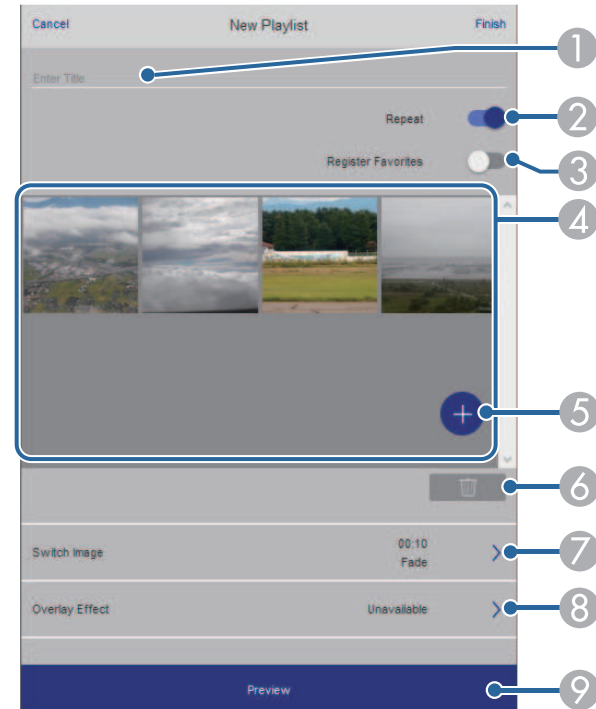 Cancel New Playlist Finish
1
Enter Title
Repeat 2
Register Favorites 3
4
5
6
Switch Image 00:10 Fade 7
Overlay Effect Unavailable 8
Preview 9